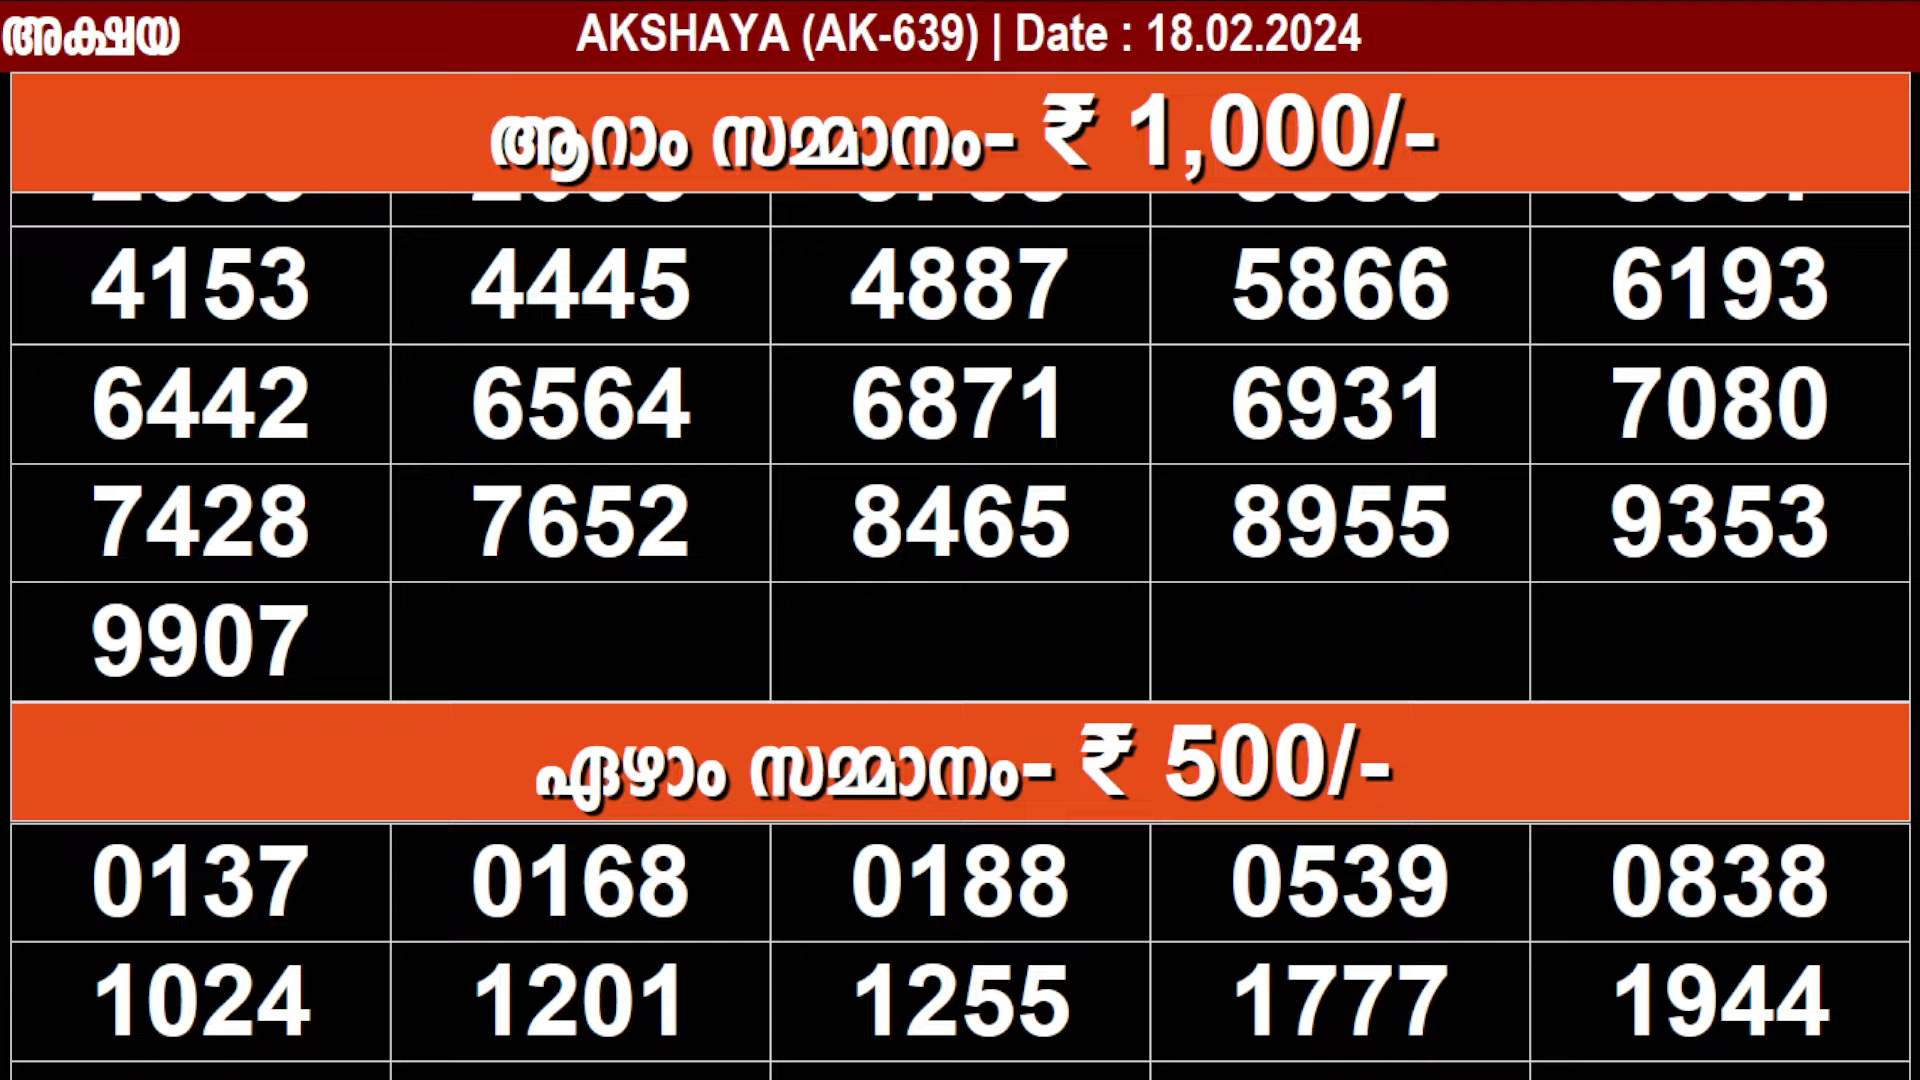 അക്ഷയ AKSHAYA (AK-639) | Date : 18.02.2024
ആറാം സമ്മാനം- ₹ 1,000/-
4153 4445 4887 5866 6193
6442 6564 6871 6931 7080
7428 7652 8465 8955 9353
9907
ഏഴാം സമ്മാനം- ₹ 500/-
0137 0168 0188 0539 0838
1024 1201 1255 1777 1944